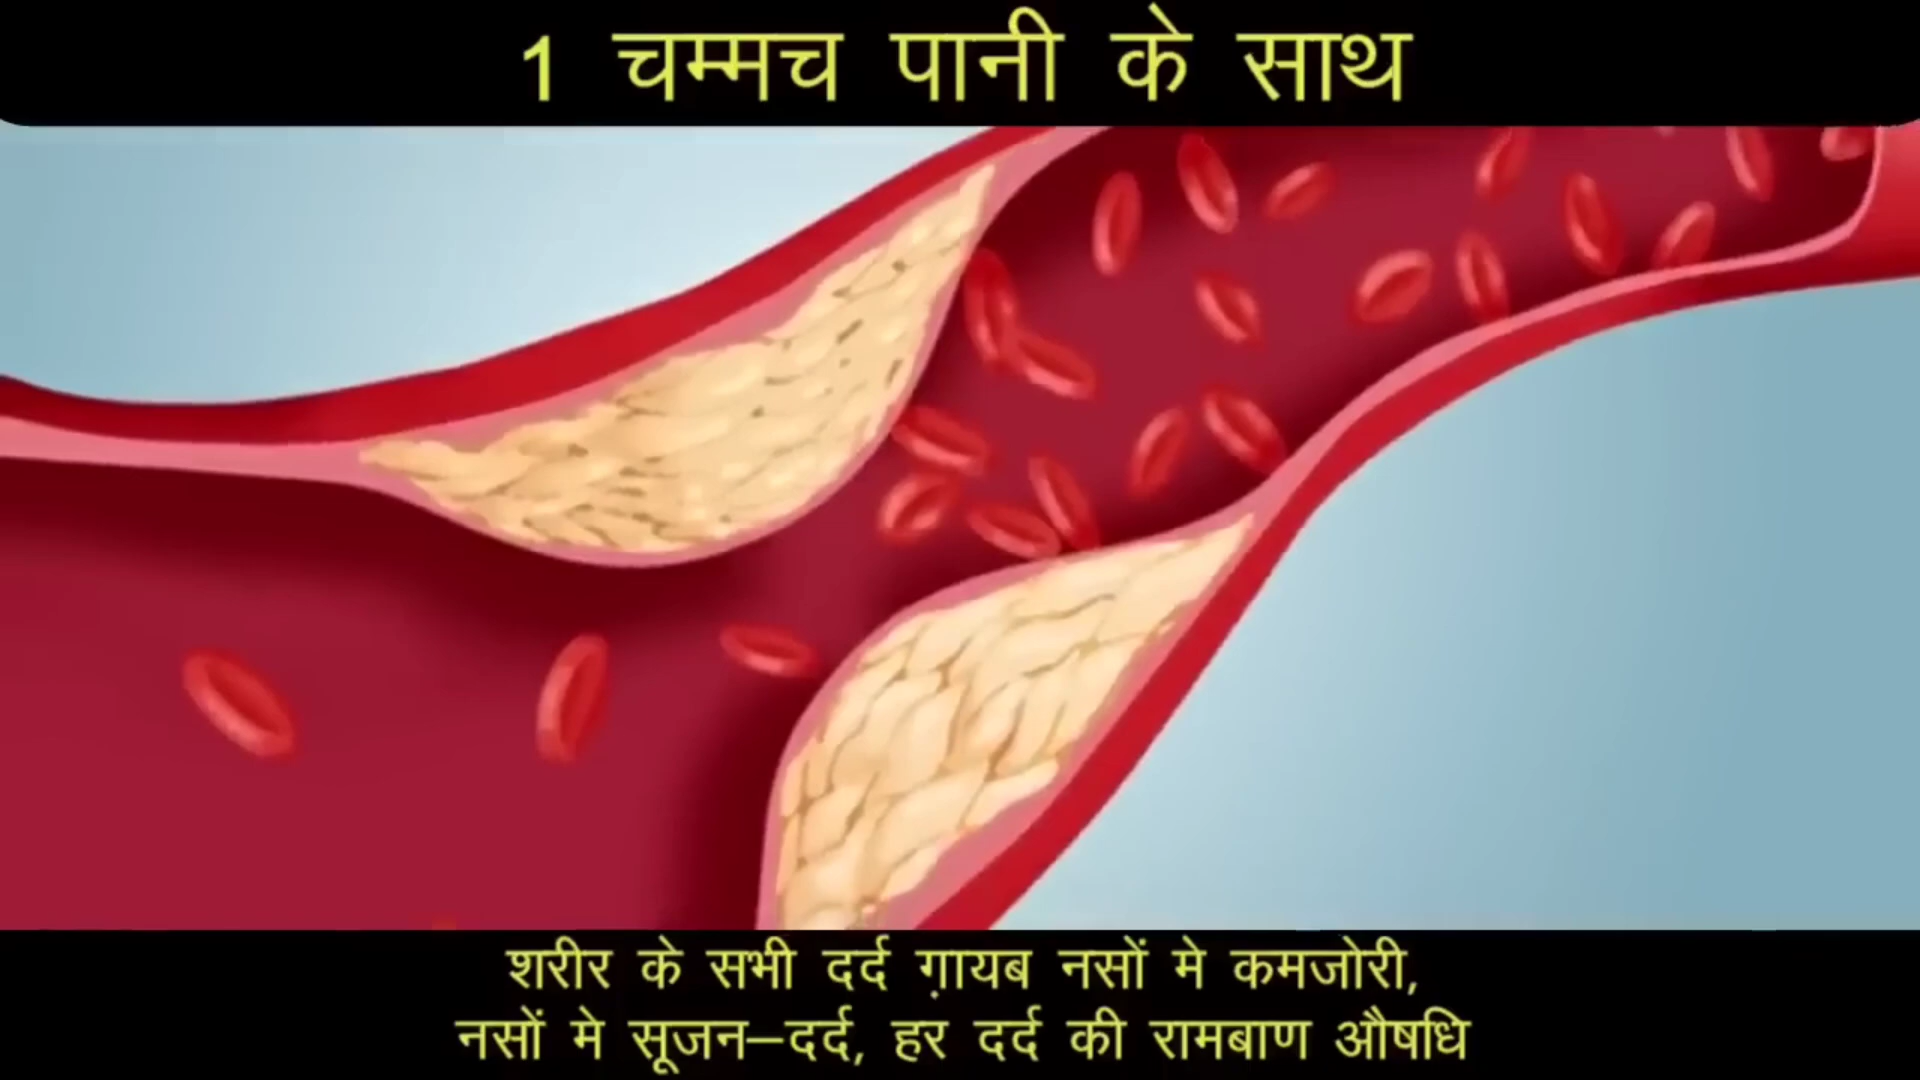 1 चम्मच पानी के साथ
शरीर के सभी दर्द ग़ायब नसों मे कमजोरी,
नसों मे सूजन–दर्द, हर दर्द की रामबाण औषधि